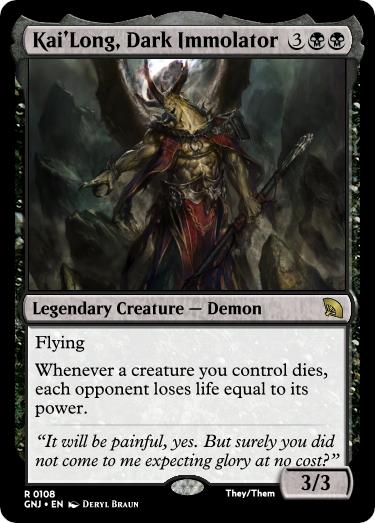 Kai'Long, Dark Immolator 3
Legendary Creature — Demon
Flying
Whenever a creature you control dies,
each opponent loses life equal to its
power.
"It will be painful, yes. But surely you did
not come to me expecting glory at no cost?"
R 0108
GNJ • EN Deryl Braun
They/Them
3/3